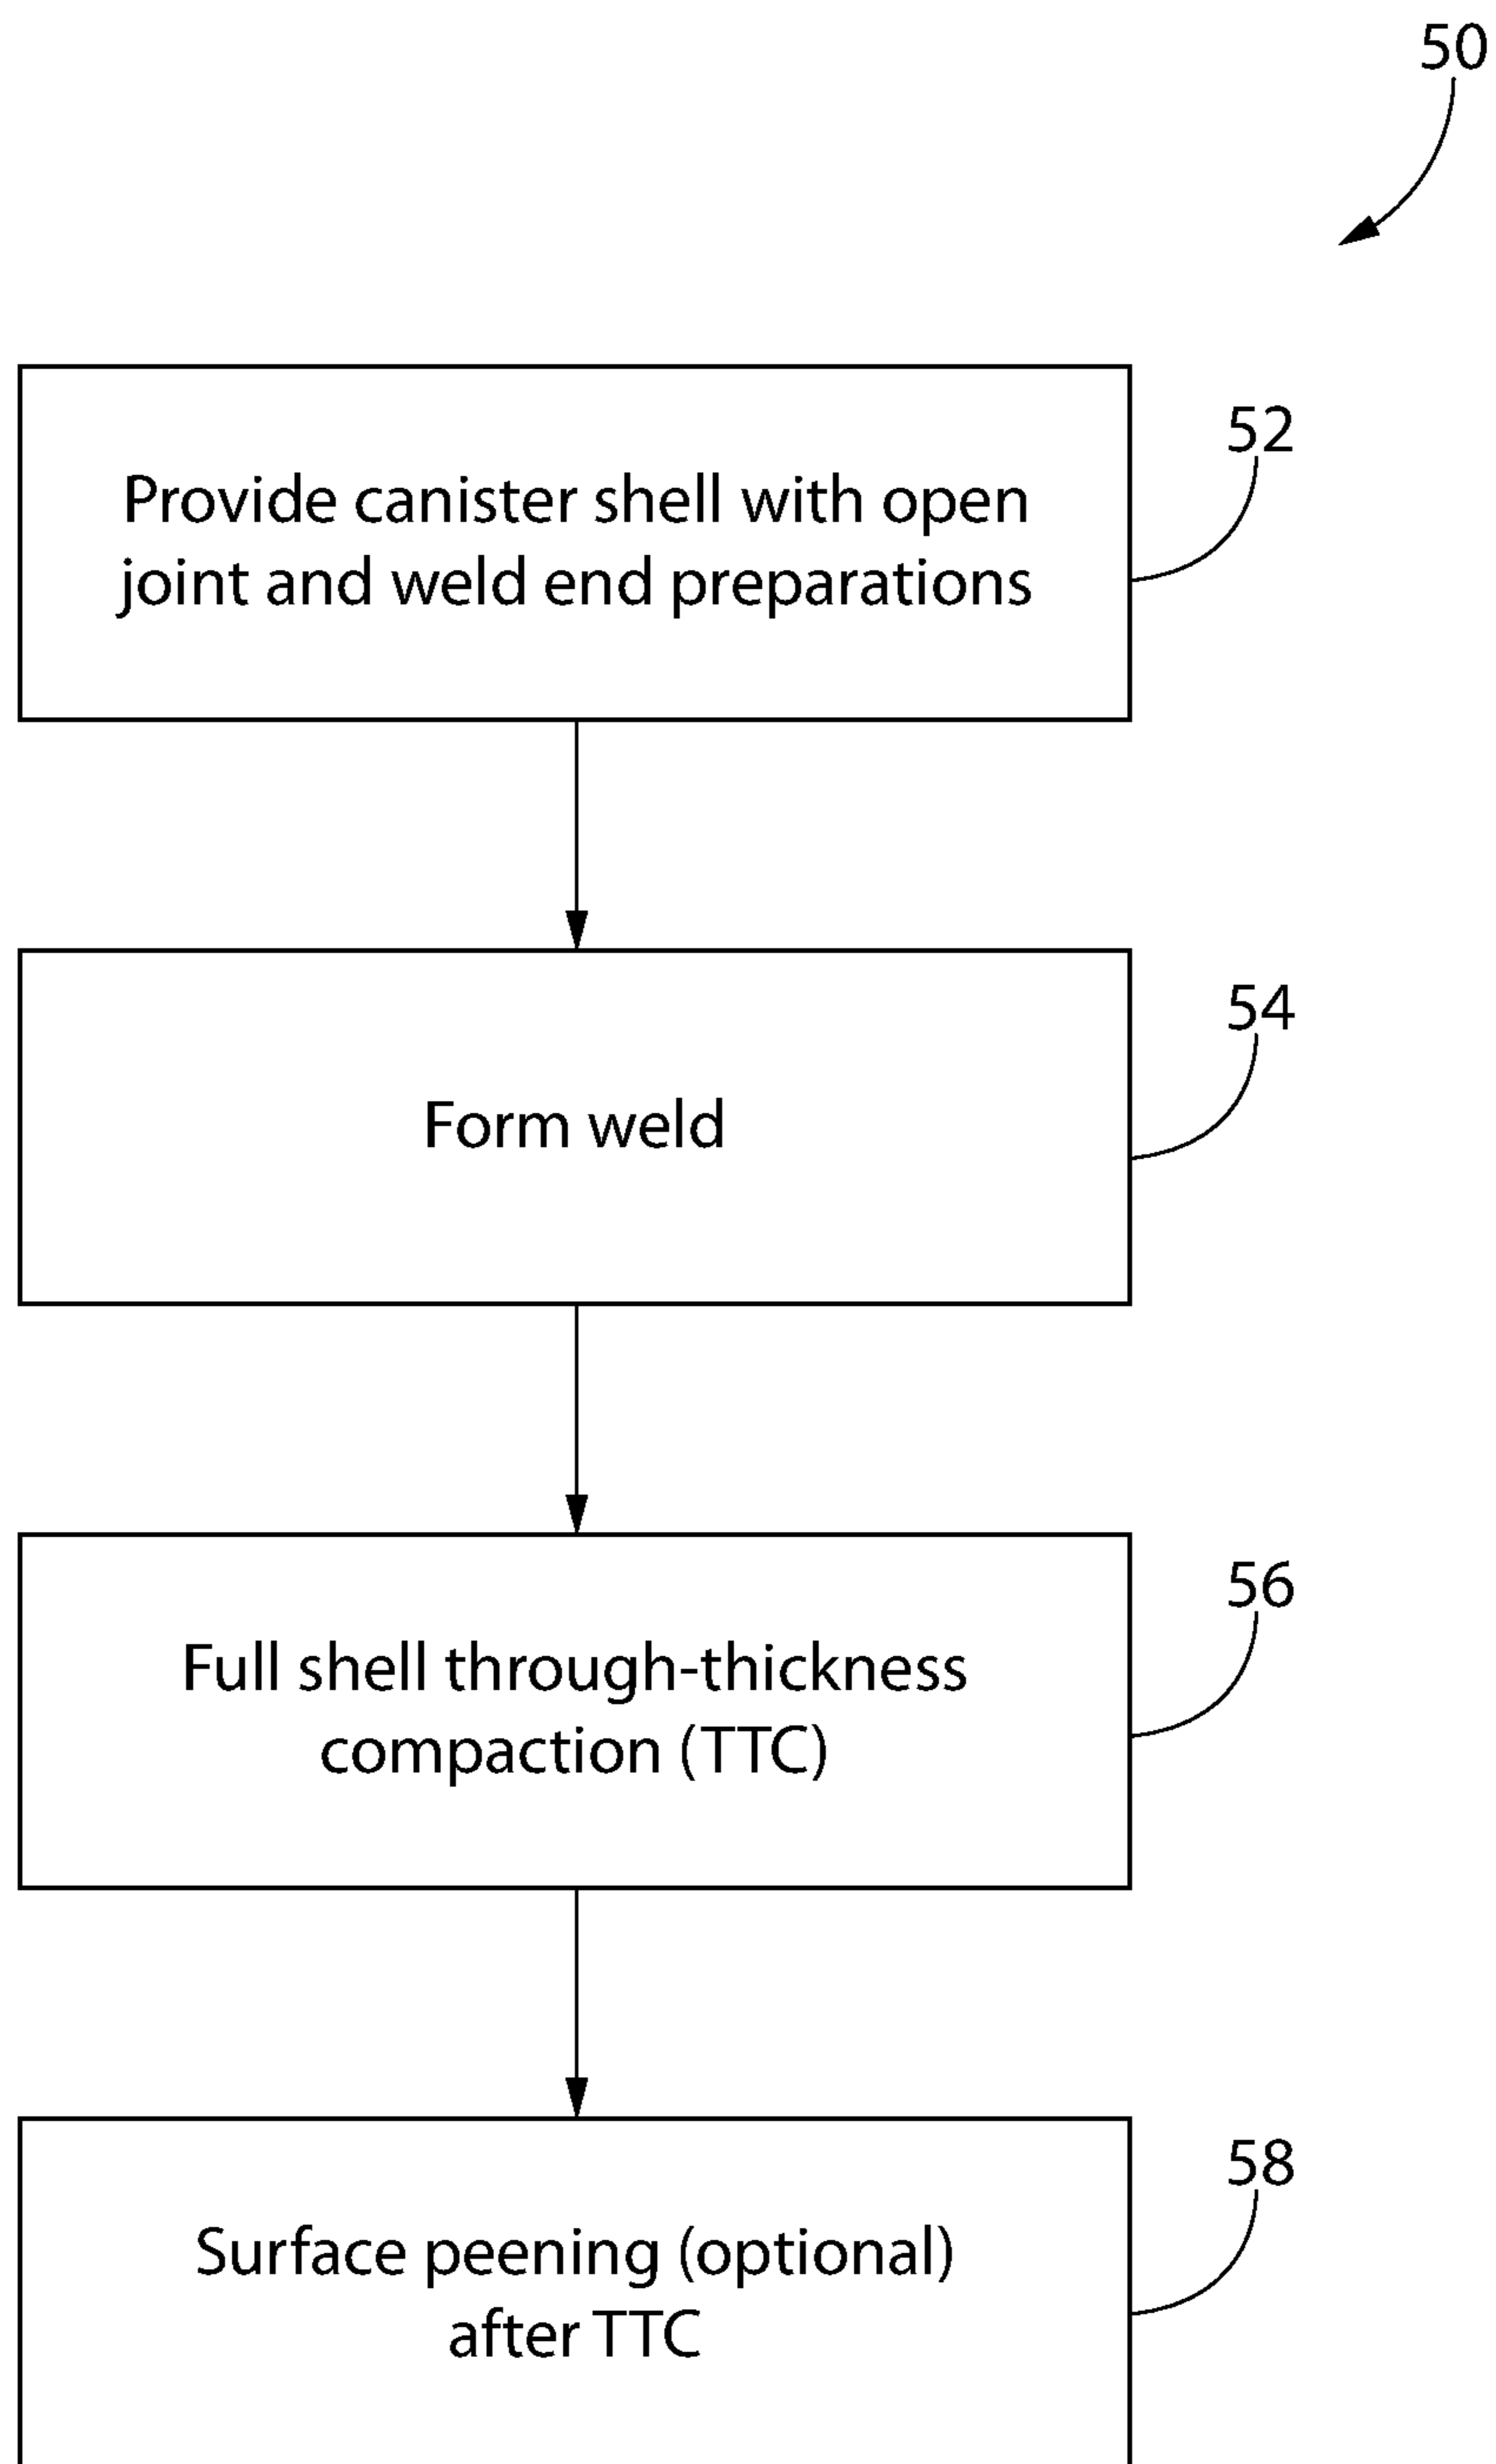 50
52
Provide canister shell with open
joint and weld end preparations
54
Form weld
56
Full shell through-thickness
compaction (TTC)
58
Surface peening (optional)
after TTC